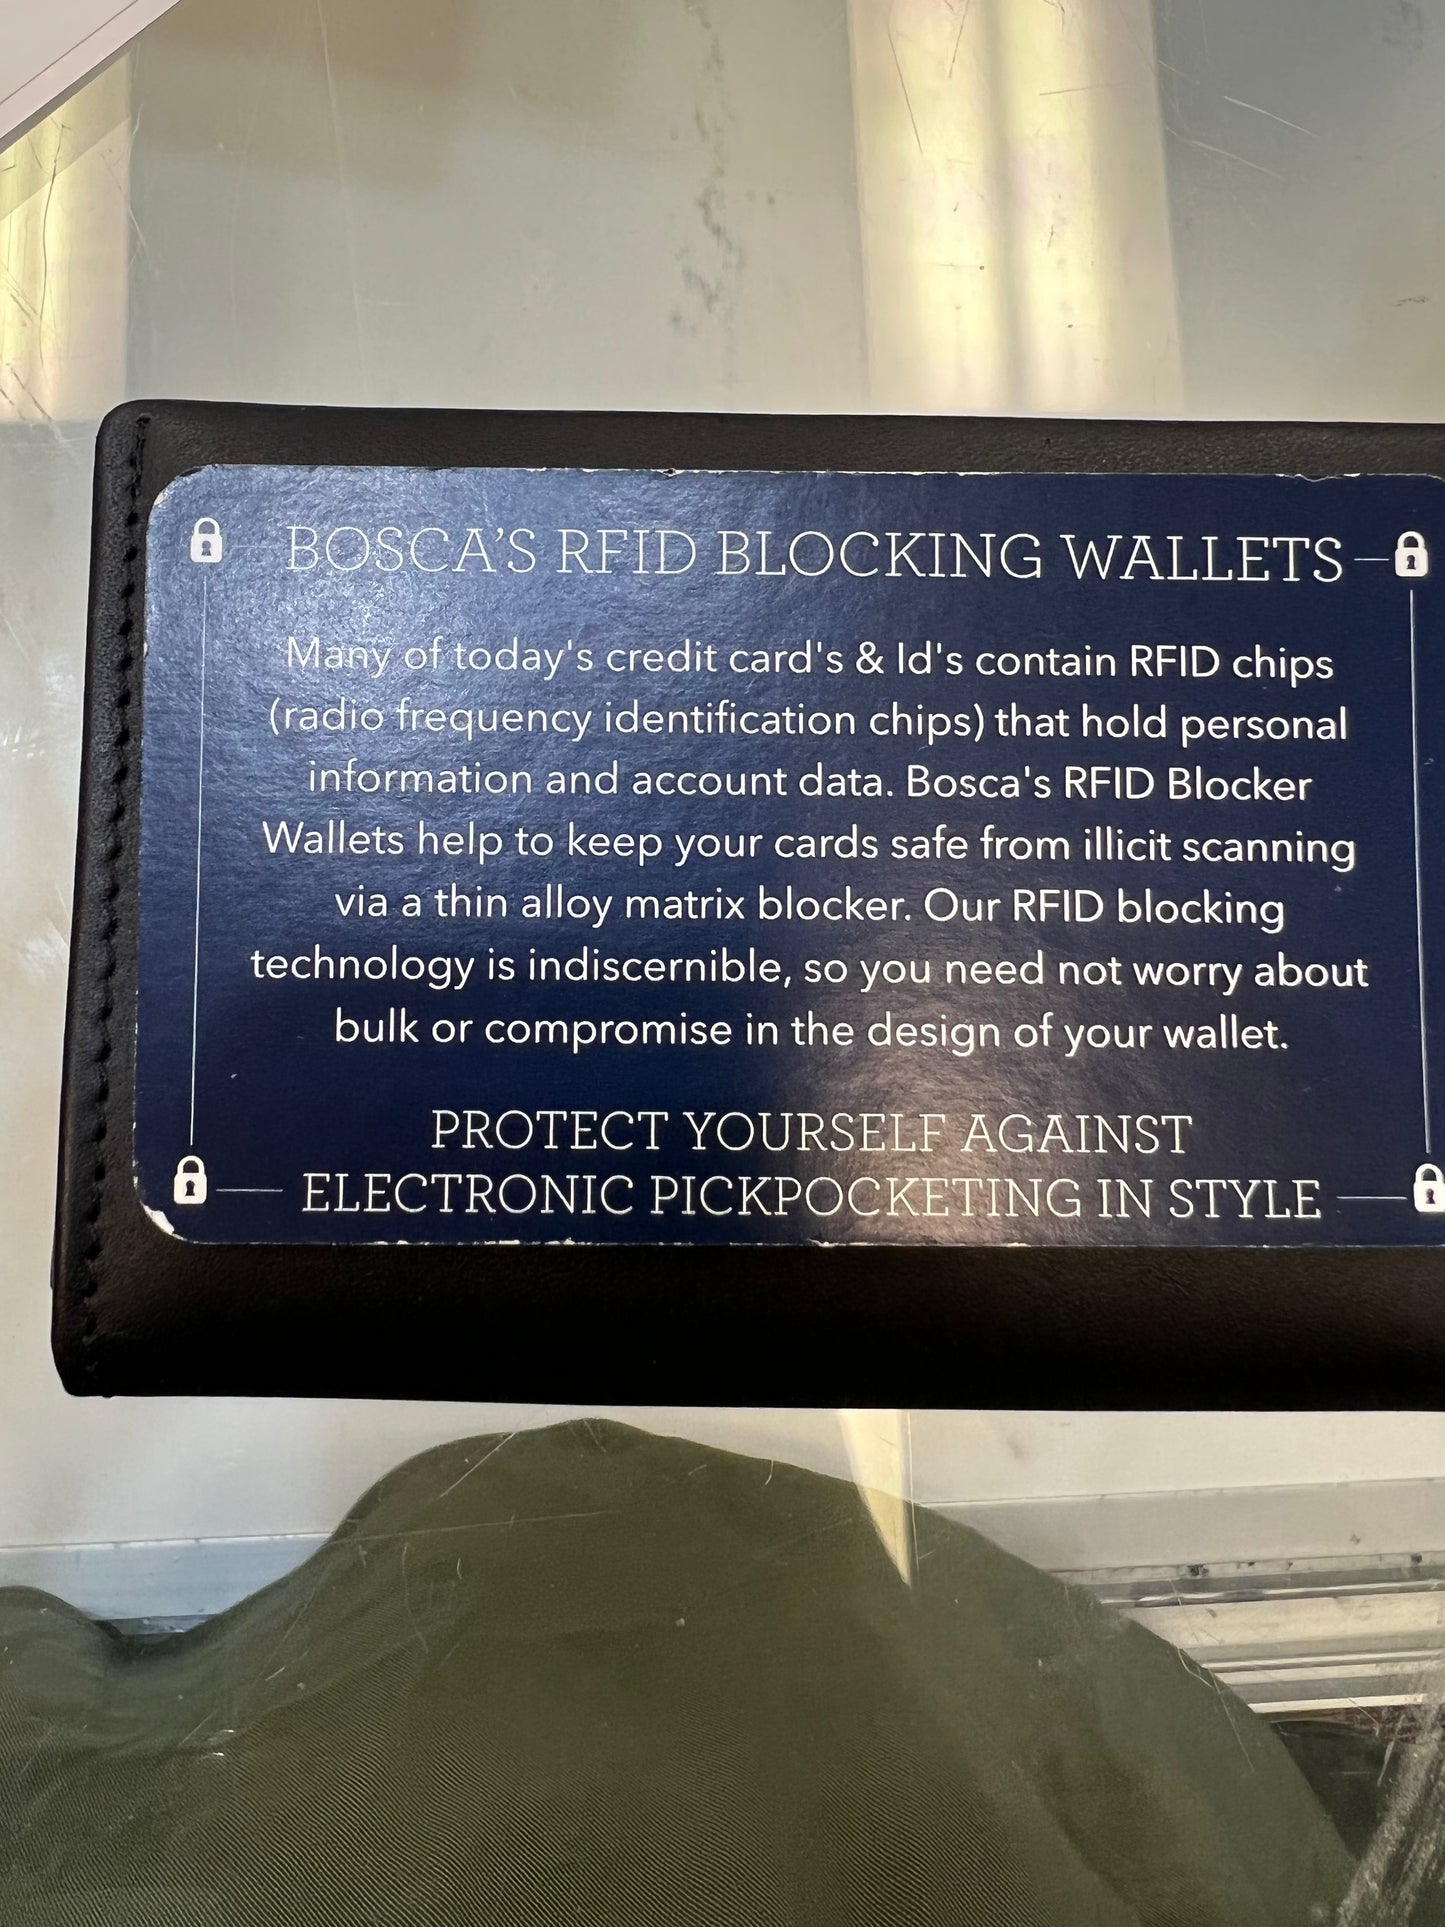 BOSCA'S RFID BLOCKING WALLETS
Many of today's credit card's & Id's contain RFID chips
(radio frequency identification chips) that hold personal
information and account data. Bosca's RFID Blocker
Wallets help to keep your cards safe from illicit scanning
via a thin alloy matrix blocker. Our RFID blocking
technology is indiscernible, so you need not worry about
bulk or compromise in the design of your wallet.
PROTECT YOURSELF AGAINST
ELECTRONIC PICKPOCKETING IN STYLE